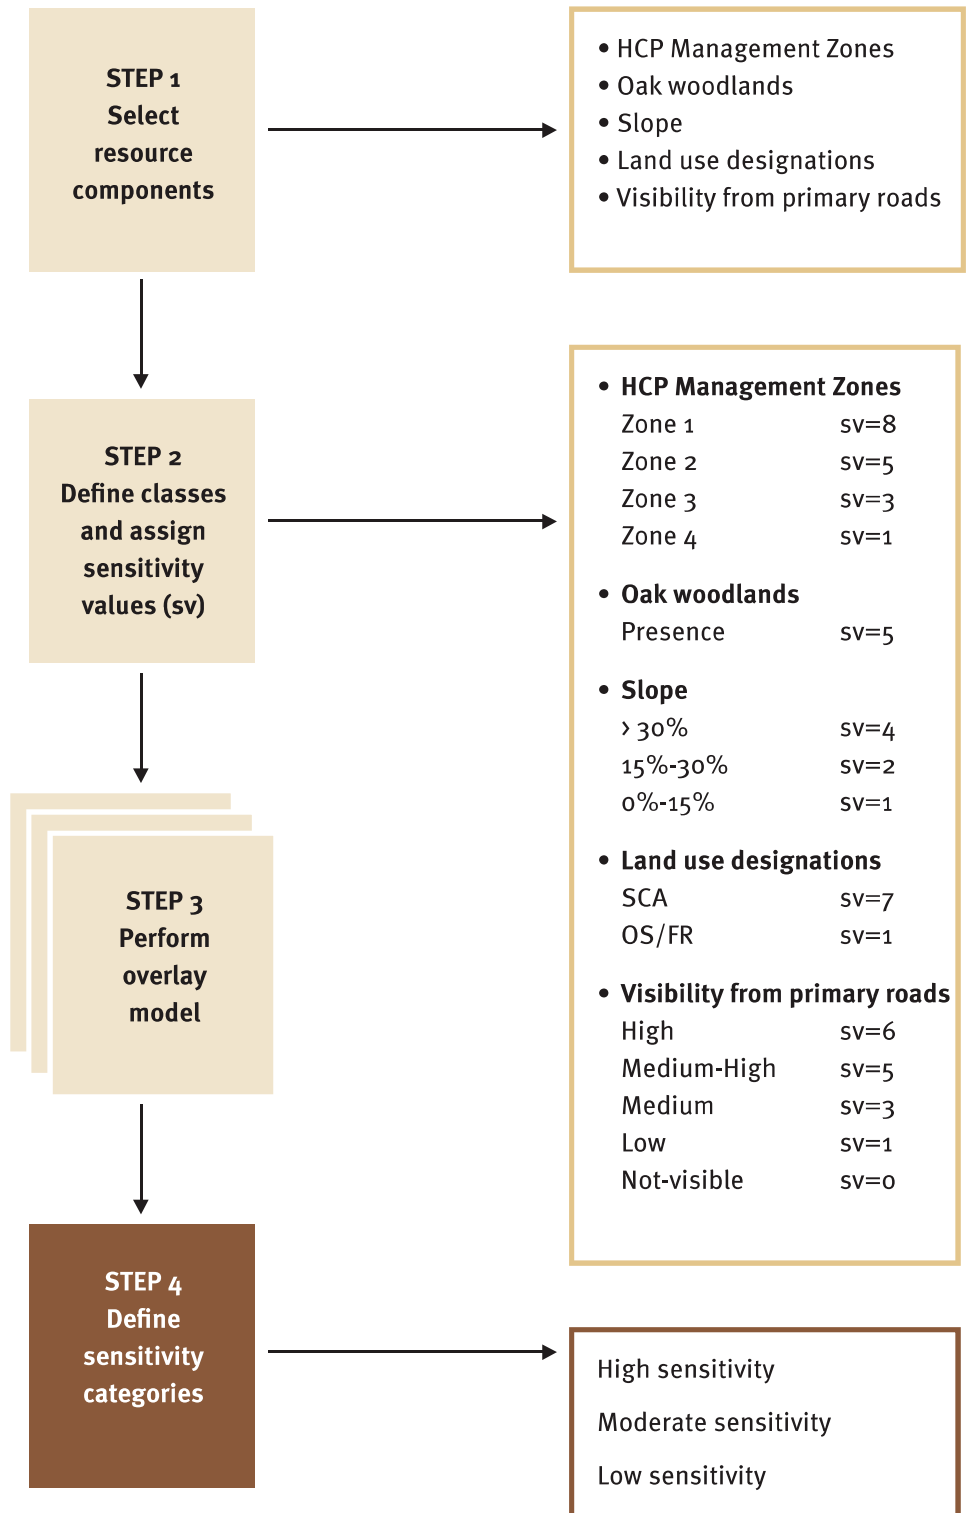 STEP 1
Select
resource
components
• HCP Management Zones
• Oak woodlands
• Slope
• Land use designations
• Visibility from primary roads
STEP 2
Define classes
and assign
sensitivity
values (sv)
• HCP Management Zones
Zone 1 sv=8
Zone 2 sv=5
Zone 3 sv=3
Zone 4 sv=1
• Oak woodlands
Presence sv=5
• Slope
> 30% sv=4
15%-30% sv=2
0%-15% sv=1
• Land use designations
SCA sv=7
OS/FR sv=1
• Visibility from primary roads
High sv=6
Medium-High sv=5
Medium sv=3
Low sv=1
Not-visible sv=0
STEP 3
Perform
overlay
model
STEP 4
Define
sensitivity
categories
High sensitivity
Moderate sensitivity
Low sensitivity